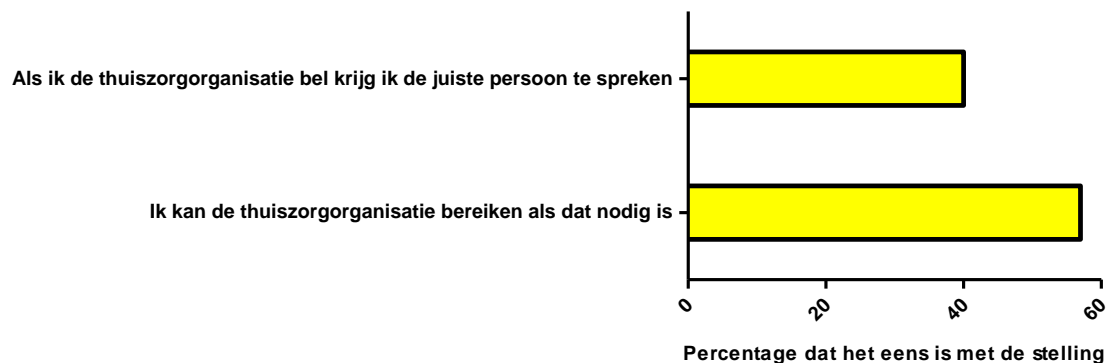 Als ik de thuiszorgorganisatie bel krijg ik de juiste persoon te spreken
Ik kan de thuiszorgorganisatie bereiken als dat nodig is
0
20
40
60
Percentage dat het eens is met de stelling